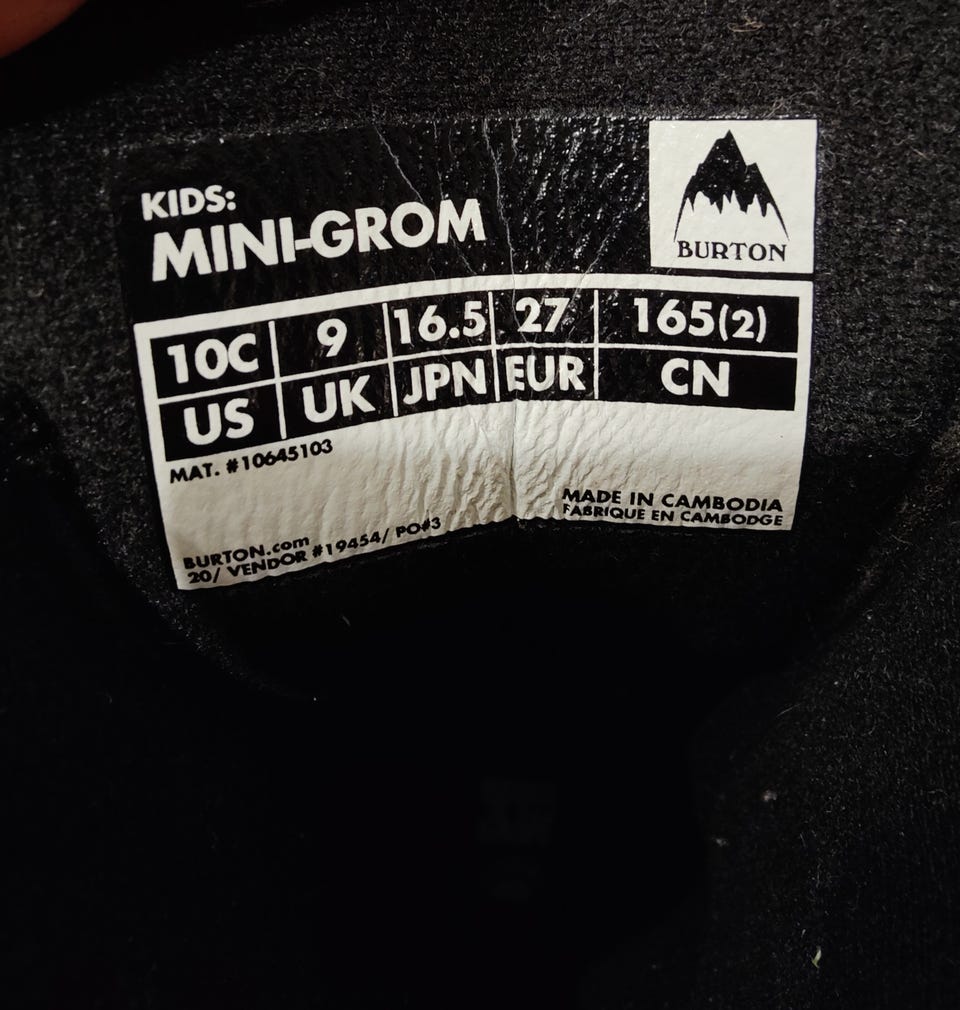 KIDS:
MINI-GROM
BURTON
10C 9 16.5 27 165(2)
US UK JPN EUR CN
MAT. #10645103
BURTON.com
20/ VENDOR #19454/ PO#3
MADE IN CAMBODIA
FABRIQUE EN CAMBODGE